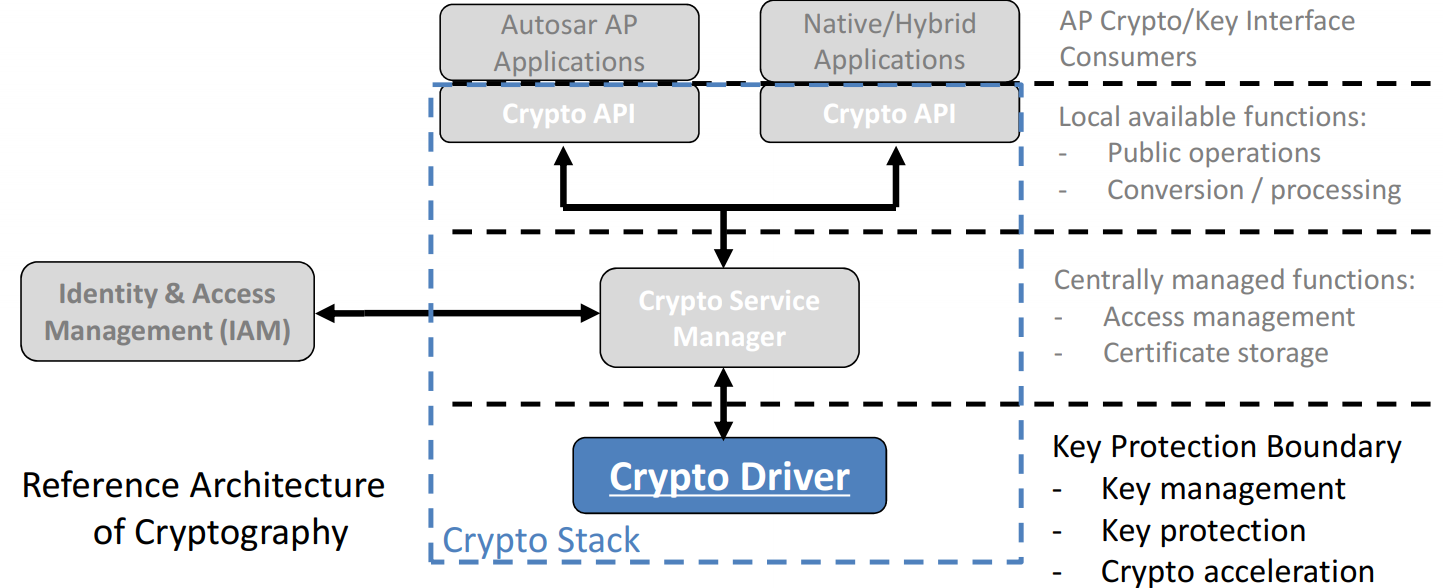 Autosar AP
Applications
Native/Hybrid
Applications
AP Crypto/Key Interface
Consumers
Crypto API
Crypto API
Local available functions:
- Public operations
- Conversion / processing
Identity & Access
Management (IAM)
Crypto Service
Manager
Centrally managed functions:
- Access management
- Certificate storage
Crypto Driver
Key Protection Boundary
- Key management
- Key protection
- Crypto acceleration
Reference Architecture
of Cryptography
Crypto Stack